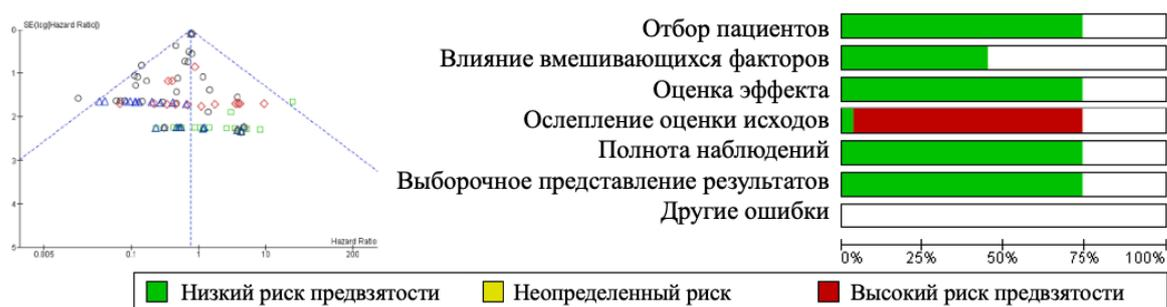 SE(log[Hazard Ratio])
0
1
2
3
4
5
0.005
0.1
1
10
200
Hazard Ratio
Отбор пациентов
Влияние вмешивающихся факторов
Оценка эффекта
Ослепление оценки исходов
Полнота наблюдений
Выборочное представление результатов
Другие ошибки
0% 25% 50% 75% 100%
Низкий риск предвзятости Неопределенный риск Высокий риск предвзятости